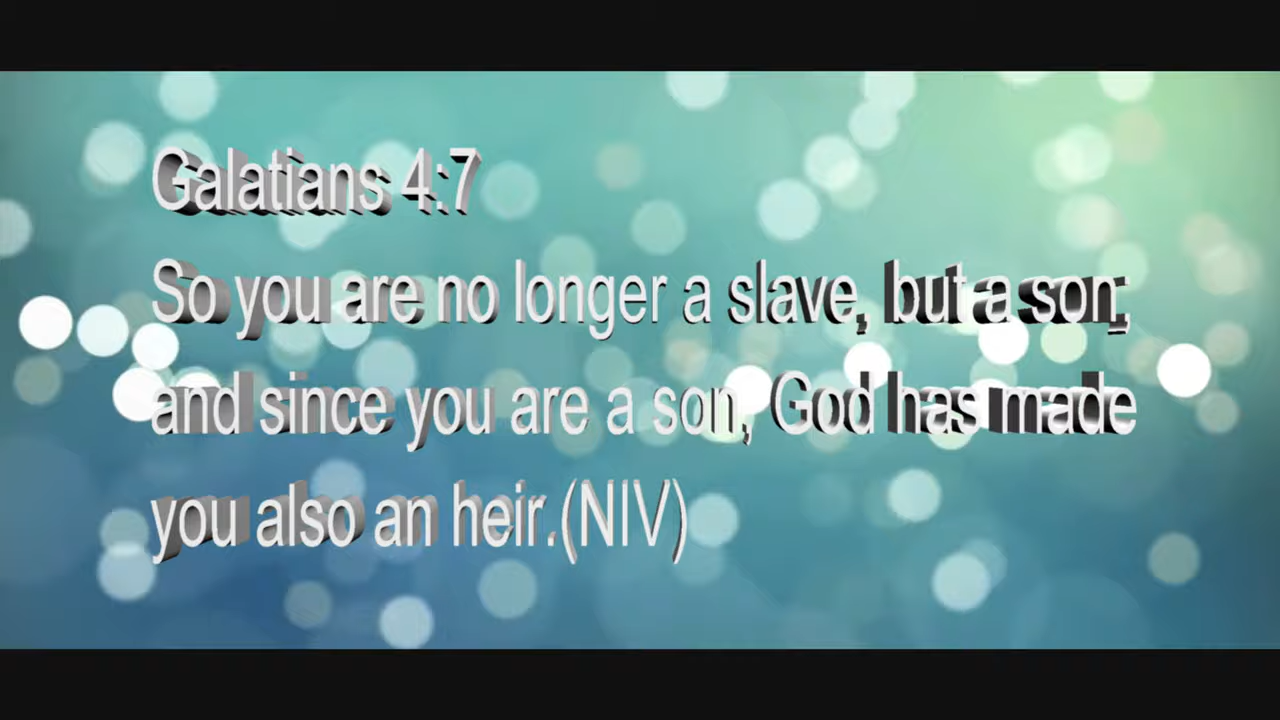 Galatians 4:7
So you are no longer a slave, but a son;
and since you are a son, God has made
you also an heir.(NIV)